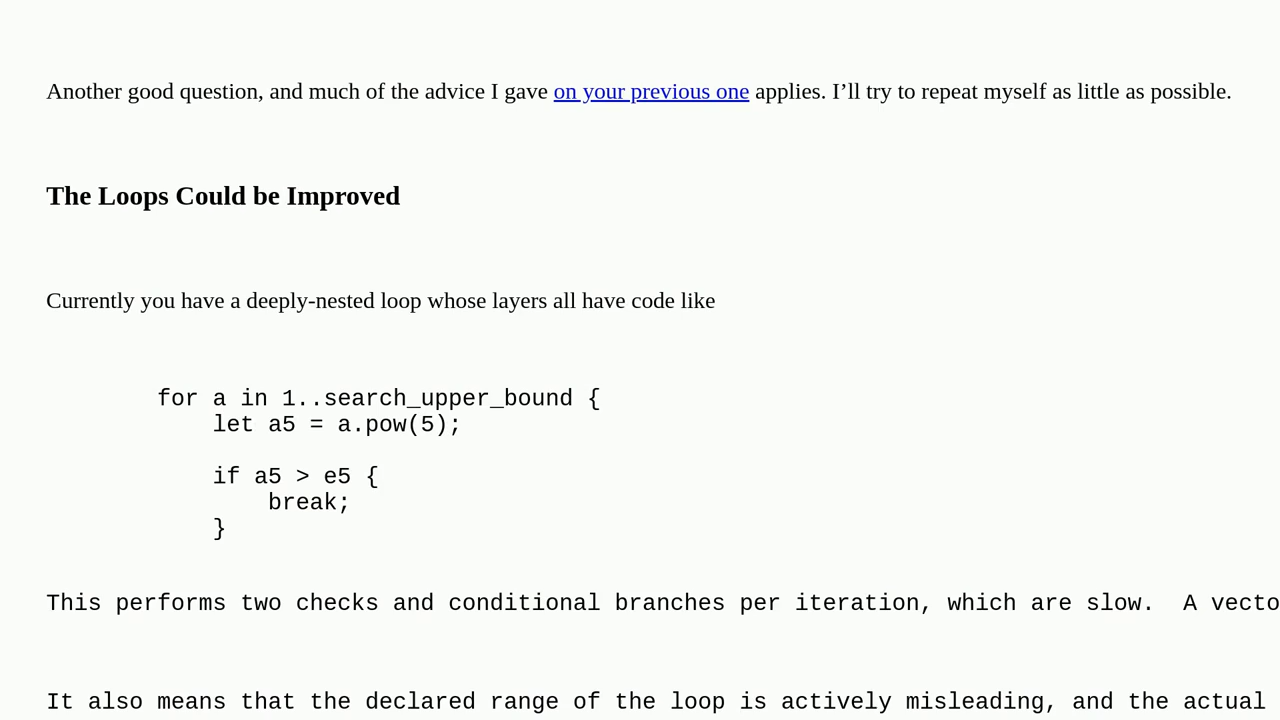 Another good question, and much of the advice I gave on your previous one applies. I’ll try to repeat myself as little as possible.
The Loops Could be Improved
Currently you have a deeply-nested loop whose layers all have code like
for a in 1..search_upper_bound {
    let a5 = a.pow(5);
    if a5 > e5 {
        break;
    }
This performs two checks and conditional branches per iteration, which are slow.  A vecto
It also means that the declared range of the loop is actively misleading, and the actual